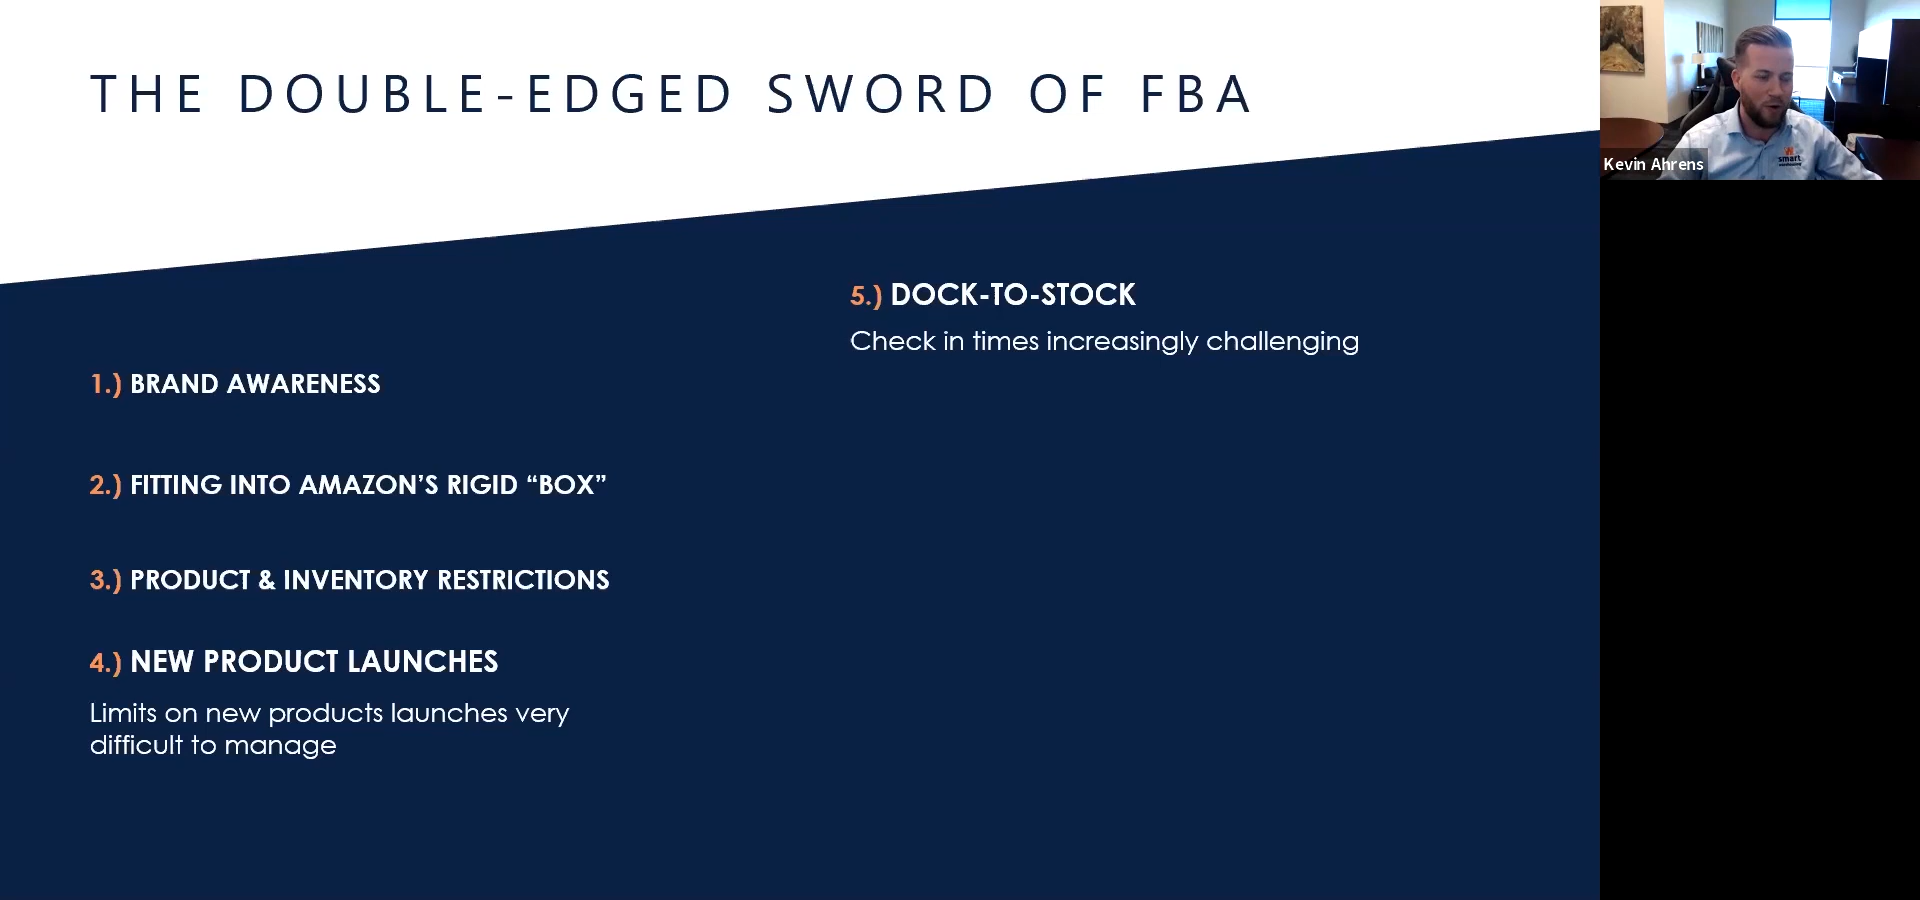 THE DOUBLE-EDGED SWORD OF FBA
1.) BRAND AWARENESS
2.) FITTING INTO AMAZON’S RIGID “BOX”
3.) PRODUCT & INVENTORY RESTRICTIONS
4.) NEW PRODUCT LAUNCHES
Limits on new products launches very
difficult to manage
5.) DOCK-TO-STOCK
Check in times increasingly challenging
Kevin Ahrens
smart